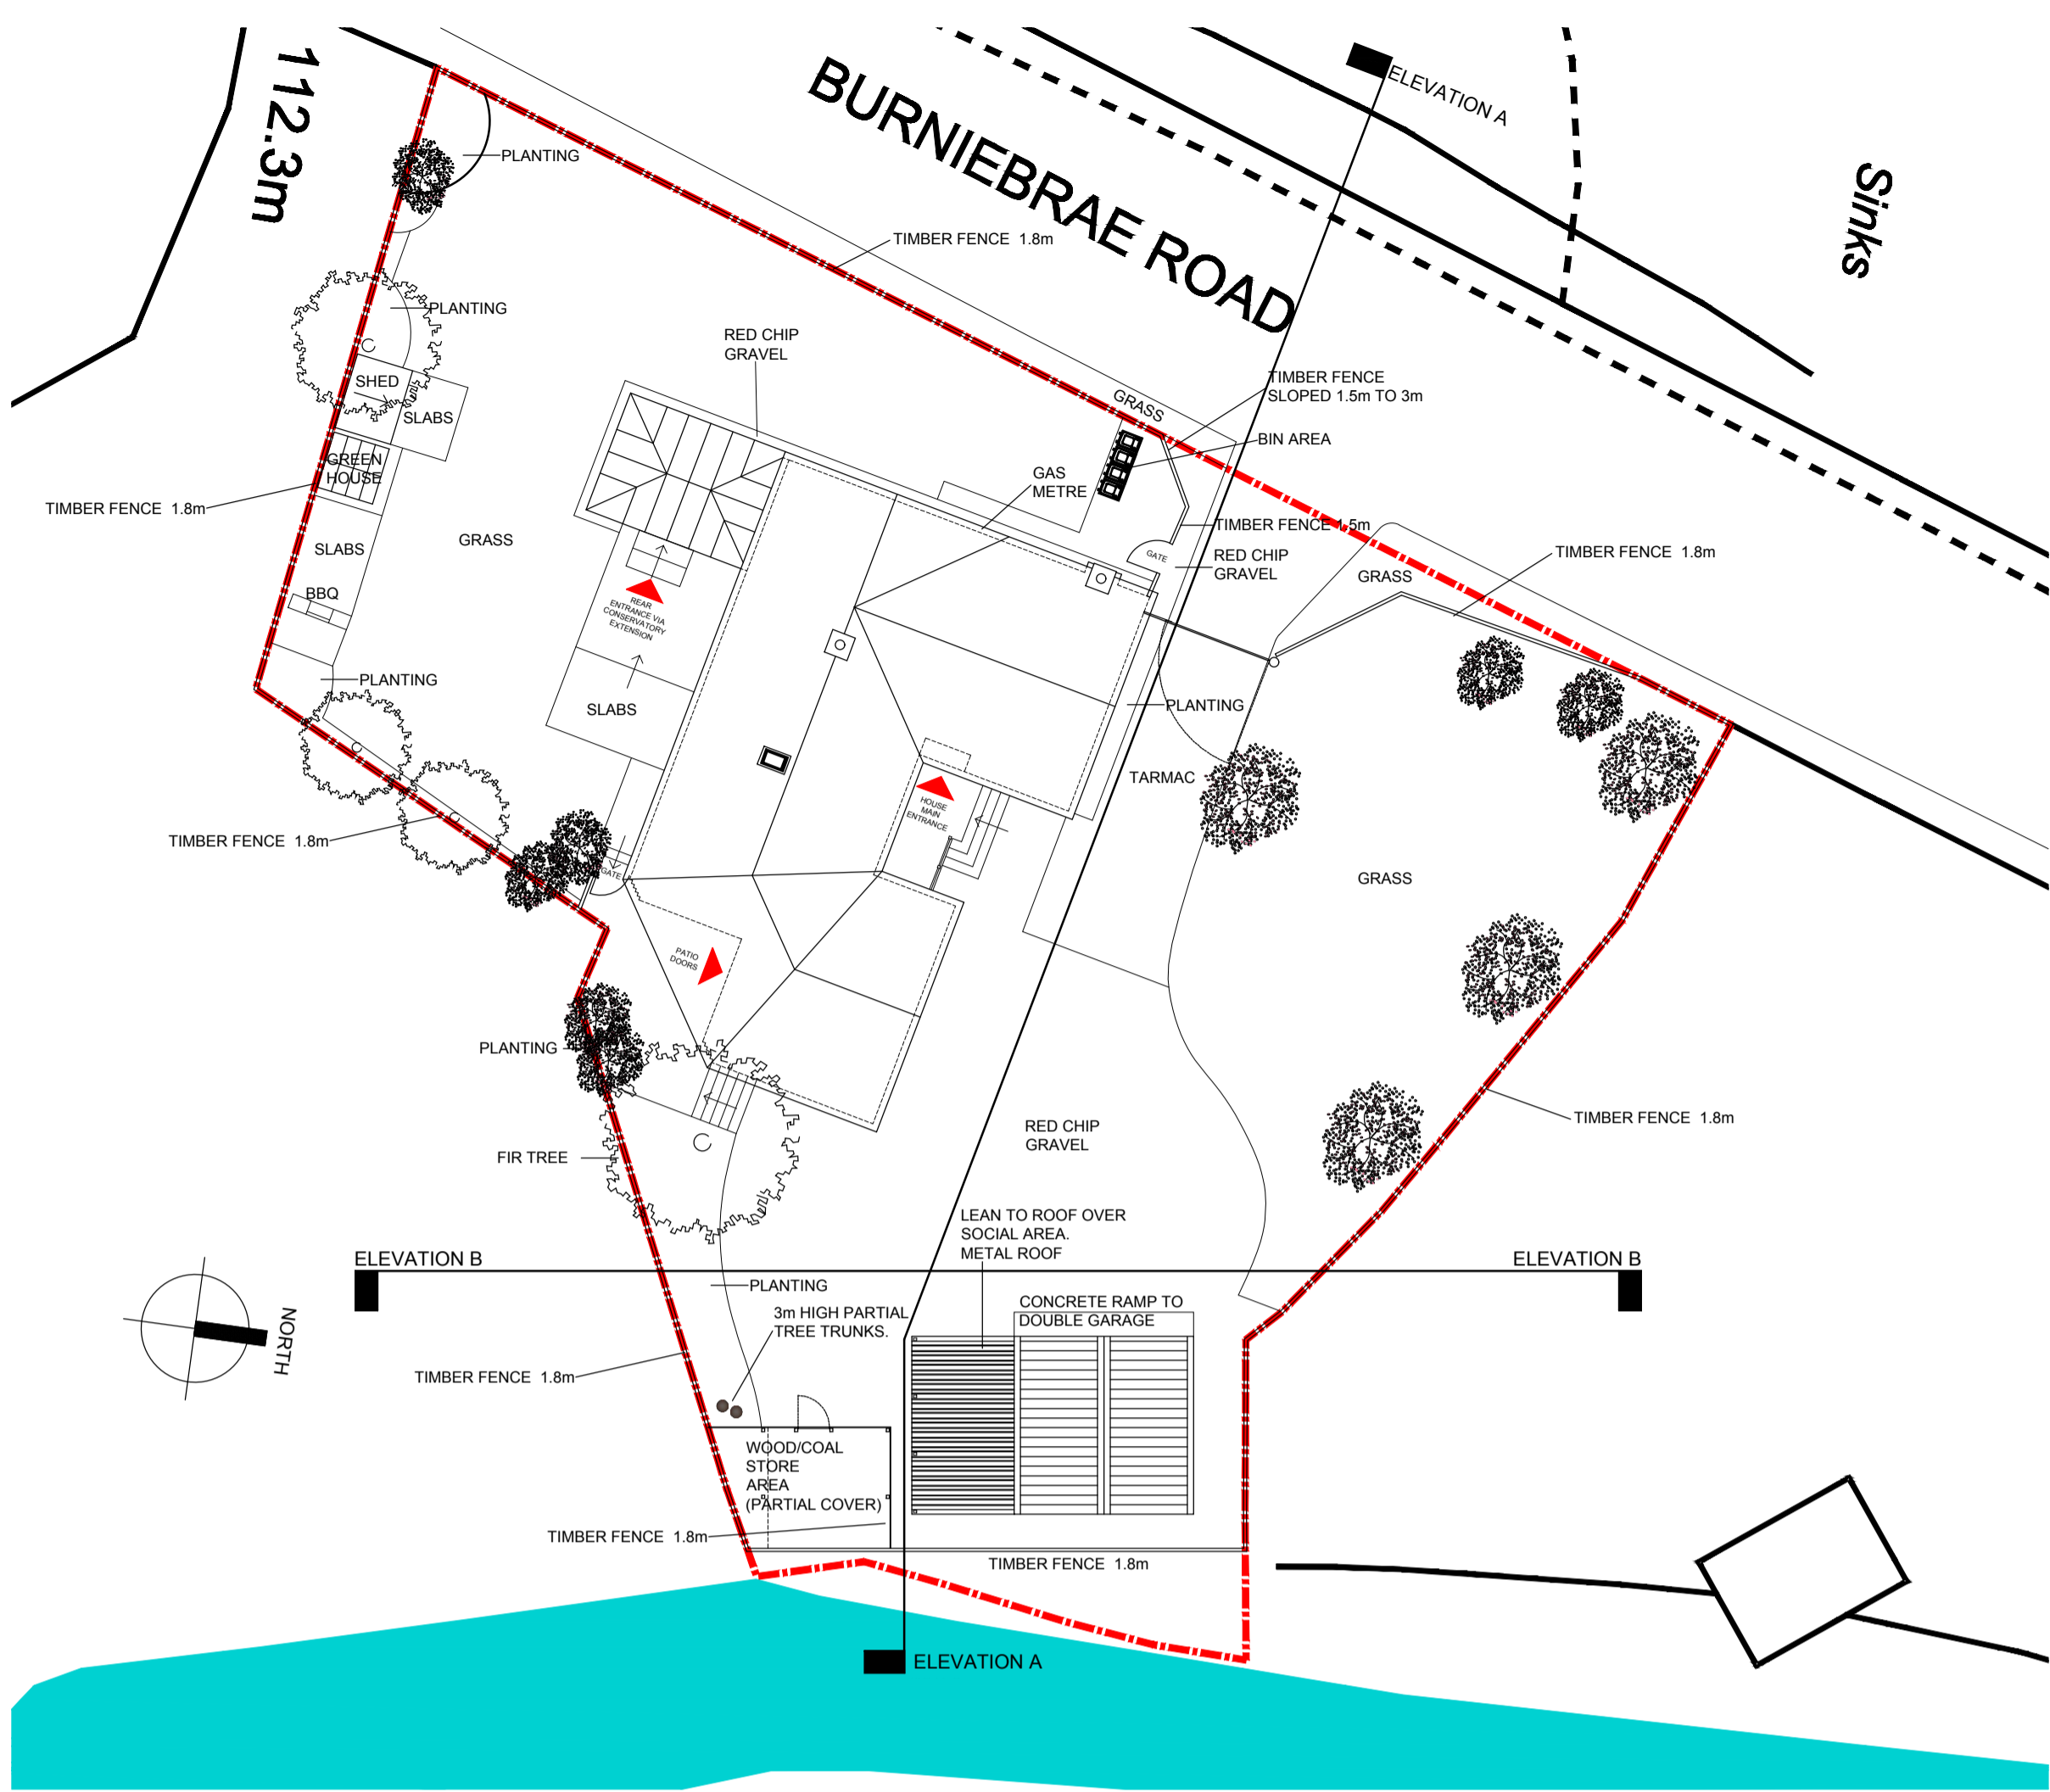 112.3m
BURNIEBRAE ROAD
ELEVATION A
Sinks
PLANTING
TIMBER FENCE 1.8m
PLANTING
RED CHIP
GRAVEL
SHED
SLABS
GRASS
TIMBER FENCE
SLOPED 1.5m TO 3m
BIN AREA
GREEN
HOUSE
GAS
METRE
TIMBER FENCE 1.8m
TIMBER FENCE 1.5m
GRASS
SLABS
GATE
RED CHIP
GRAVEL
TIMBER FENCE 1.8m
GRASS
BBQ
REAR
ENTRANCE VIA
CONSERVATORY
EXTENSION
PLANTING
SLABS
PLANTING
TARMAC
HOUSE
MAIN
ENTRANCE
TIMBER FENCE 1.8m
GATE
GRASS
PATIO
DOORS
PLANTING
TIMBER FENCE 1.8m
RED CHIP
GRAVEL
FIR TREE
LEAN TO ROOF OVER
SOCIAL AREA.
METAL ROOF
ELEVATION B
ELEVATION B
PLANTING
CONCRETE RAMP TO
DOUBLE GARAGE
3m HIGH PARTIAL
TREE TRUNKS.
NORTH
TIMBER FENCE 1.8m
WOOD/COAL
STORE
AREA
(PARTIAL COVER)
TIMBER FENCE 1.8m
TIMBER FENCE 1.8m
ELEVATION A